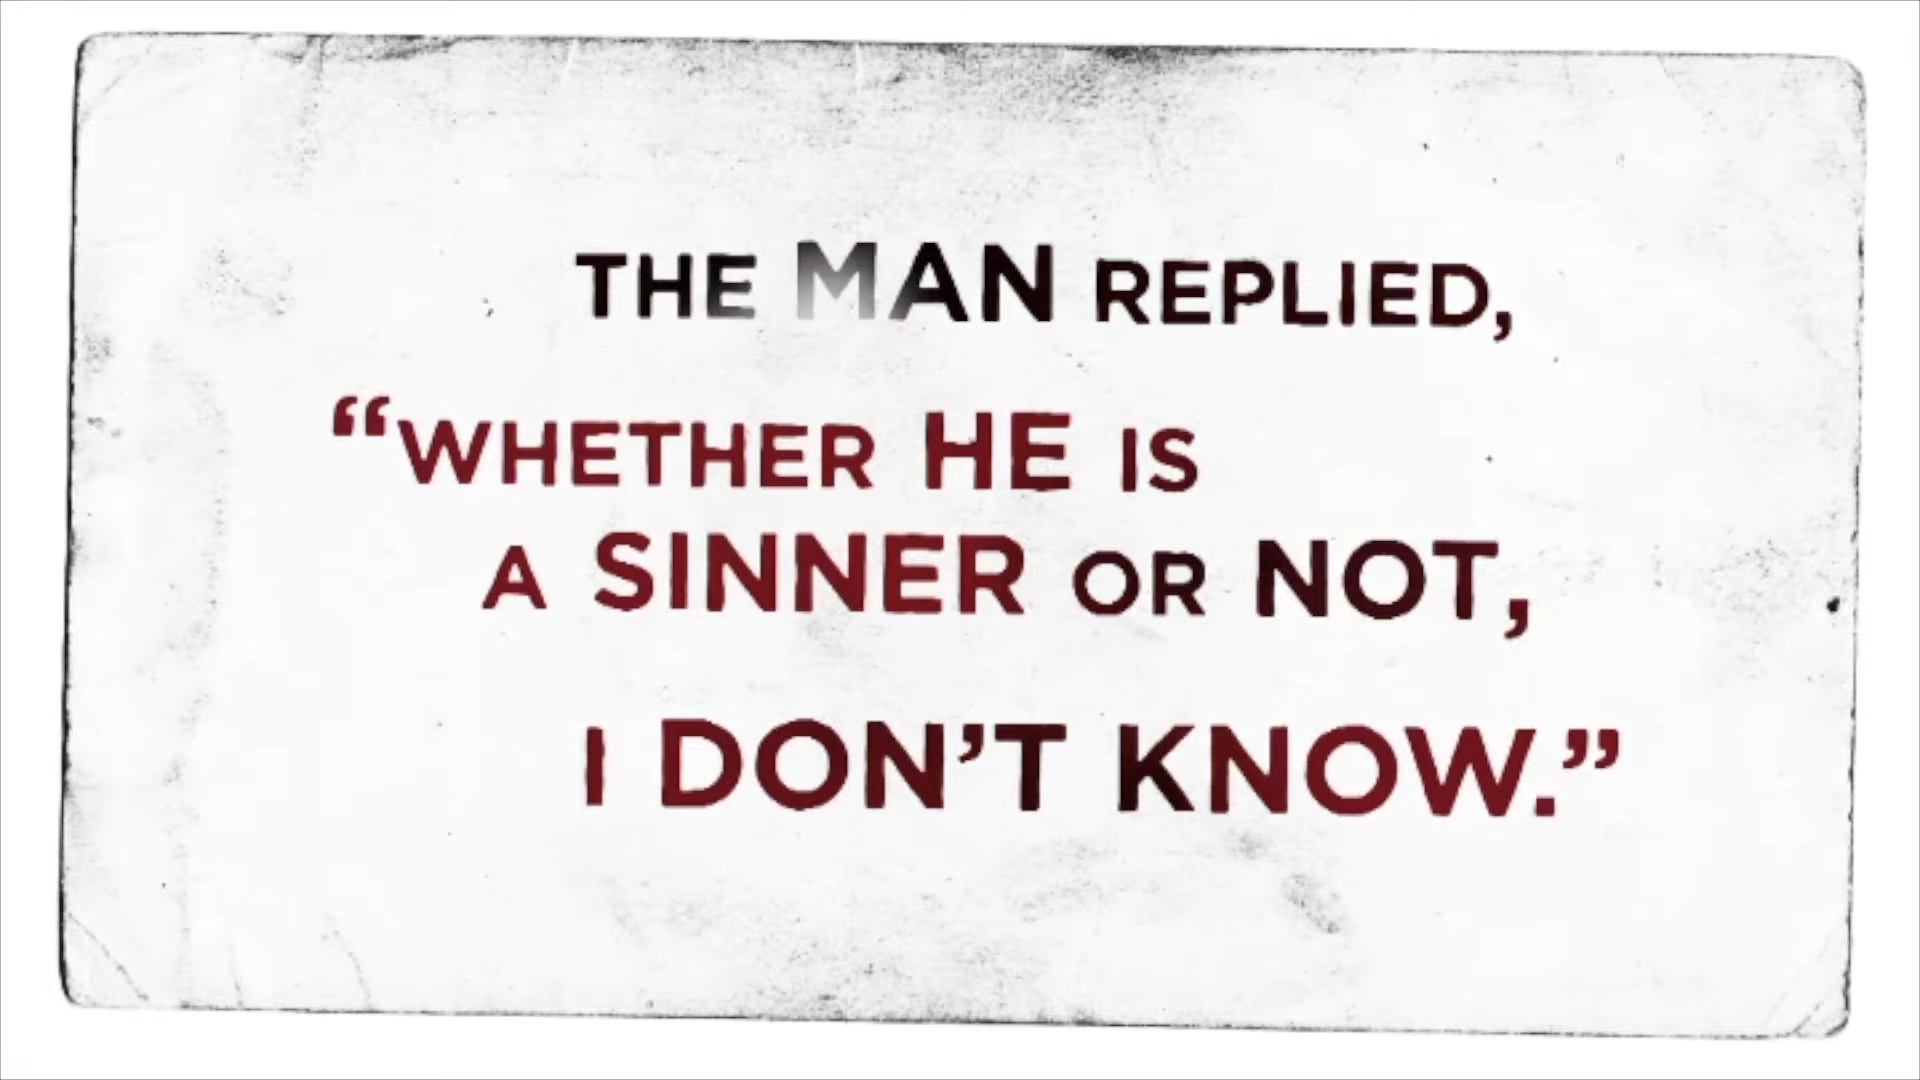 THE MAN REPLIED,
“WHETHER HE IS
A SINNER OR NOT,
I DON’T KNOW.”